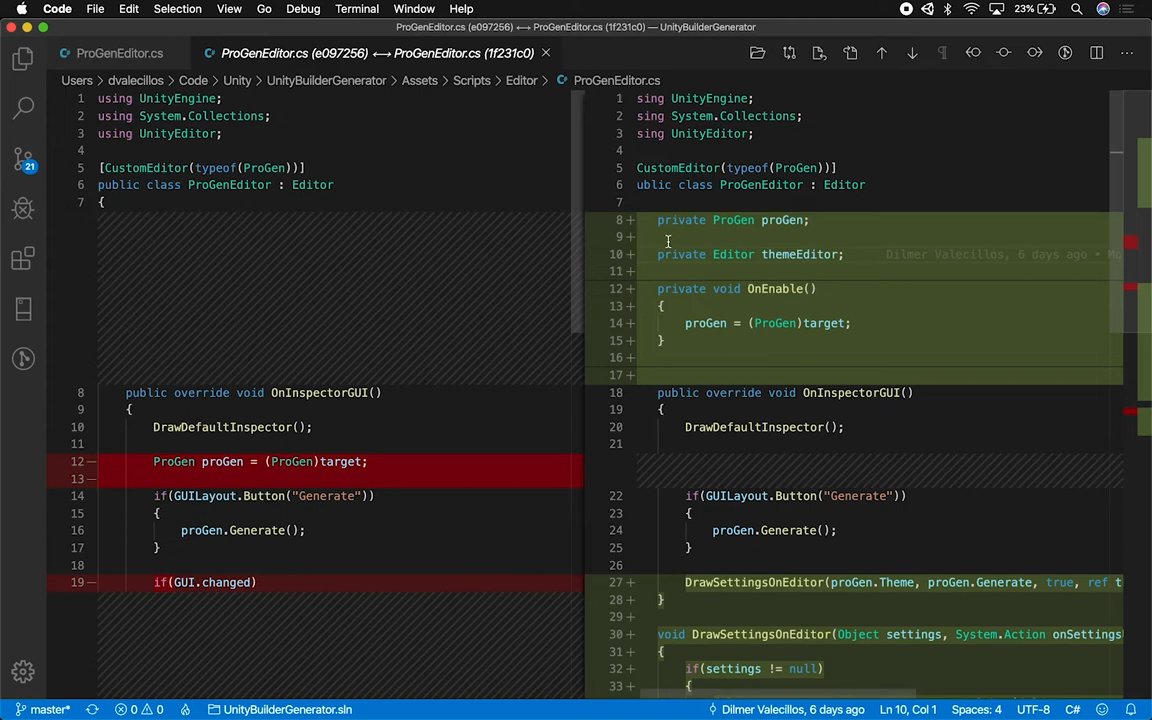 Code File Edit Selection View Go Debug Terminal Window Help 23%
ProGenEditor.cs (e097256) ⟷ ProGenEditor.cs (1f231c0) — UnityBuilderGenerator
ProGenEditor.cs ProGenEditor.cs (e097256) ⟷ ProGenEditor.cs (1f231c0)
Users › dvalecillos › Code › Unity › UnityBuilderGenerator › Assets › Scripts › Editor › ProGenEditor.cs
1 using UnityEngine;
2 using System.Collections;
3 using UnityEditor;
4
5 [CustomEditor(typeof(ProGen))]
6 public class ProGenEditor : Editor
7 {
8 public override void OnInspectorGUI()
9 {
10 DrawDefaultInspector();
11
12 — ProGen proGen = (ProGen)target;
13 —
14 if(GUILayout.Button("Generate"))
15 {
16 proGen.Generate();
17 }
18
19 — if(GUI.changed)
1 sing UnityEngine;
2 sing System.Collections;
3 sing UnityEditor;
4
5 CustomEditor(typeof(ProGen))]
6 ublic class ProGenEditor : Editor
7
8 + private ProGen proGen;
9 +
10 + private Editor themeEditor; Dilmer Valecillos, 6 days ago • Mo
11 +
12 + private void OnEnable()
13 + {
14 + proGen = (ProGen)target;
15 + }
16 +
17 +
18 public override void OnInspectorGUI()
19 {
20 DrawDefaultInspector();
21
22 if(GUILayout.Button("Generate"))
23 {
24 proGen.Generate();
25 }
26
27 + DrawSettingsOnEditor(proGen.Theme, proGen.Generate, true, ref t
28 + }
29 +
30 + void DrawSettingsOnEditor(Object settings, System.Action onSettings
31 + {
32 + if(settings != null)
33 + {
21
master* 0 0 UnityBuilderGenerator.sln Dilmer Valecillos, 6 days ago Ln 10, Col 1 Spaces: 4 UTF-8 C#